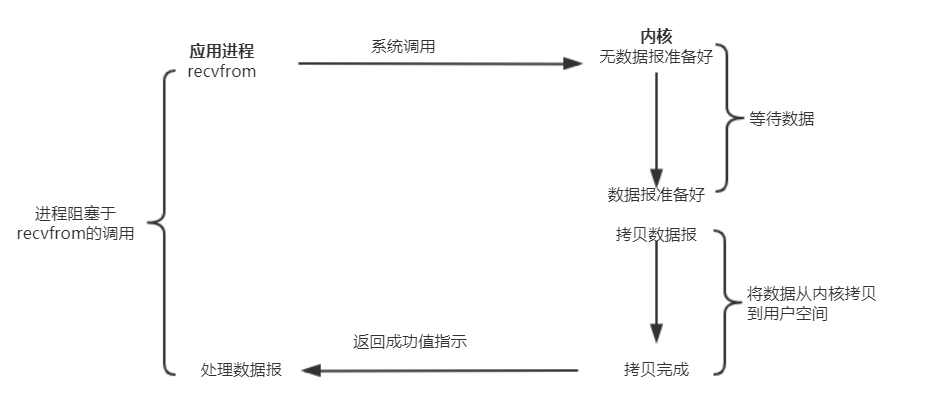 应用进程
recvfrom
系统调用
内核
无数据报准备好
等待数据
数据报准备好
进程阻塞于
recvfrom的调用
拷贝数据报
将数据从内核拷贝
到用户空间
返回成功值指示
处理数据报
拷贝完成